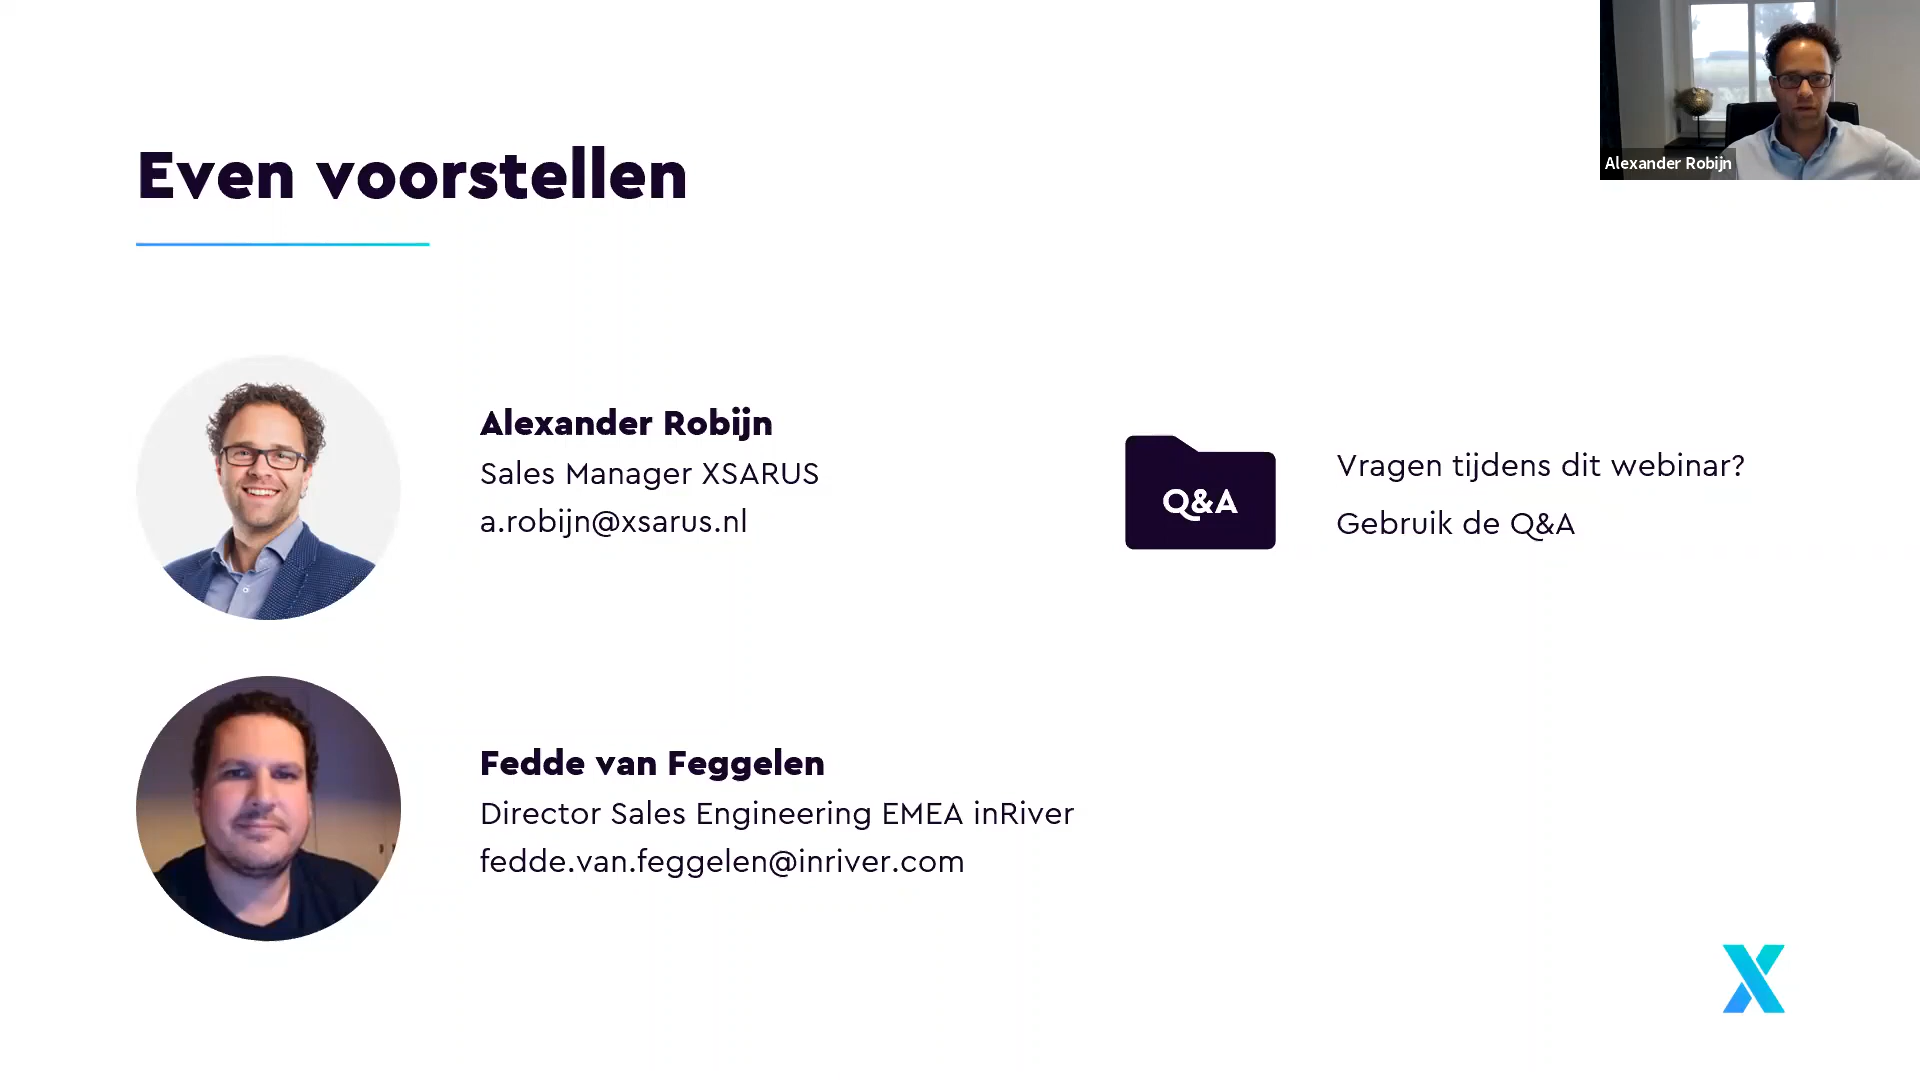 Even voorstellen
Alexander Robijn
Alexander Robijn
Sales Manager XSARUS
a.robijn@xsarus.nl
Q&A
Vragen tijdens dit webinar?
Gebruik de Q&A
Fedde van Feggelen
Director Sales Engineering EMEA inRiver
fedde.van.feggelen@inriver.com